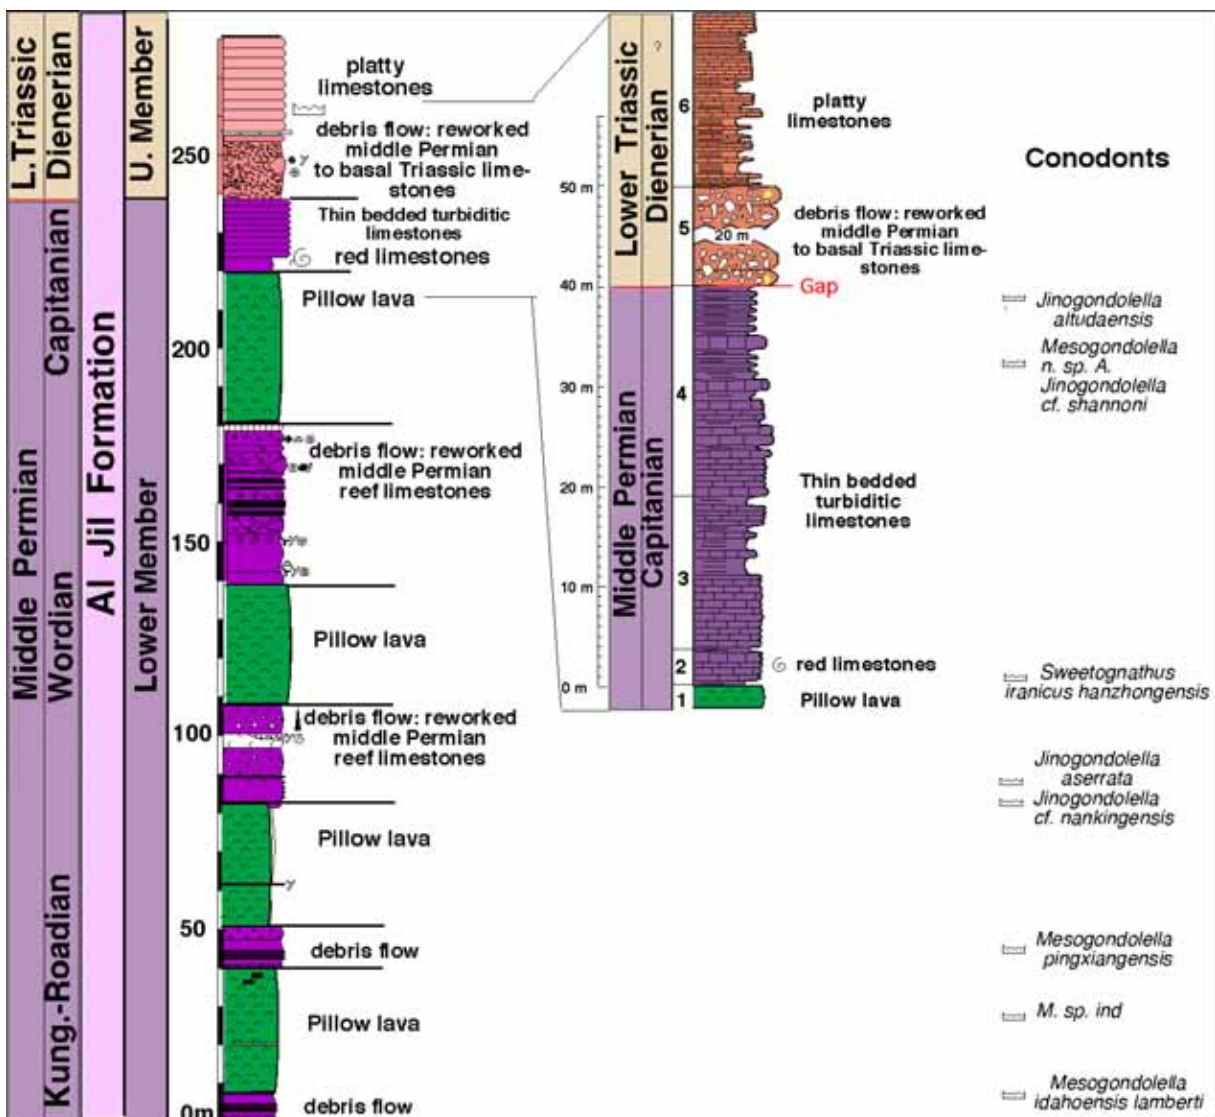 L.Triassic
Dienerian
Middle Permian
Capitanian
Wordian
Kung.-Roadian
Al Jil Formation
U. Member
Lower Member
250
200
150
100
50
0m
platty
limestones
debris flow: reworked
middle Permian
to basal Triassic lime-
stones
Thin bedded turbiditic
limestones
red limestones
Pillow lava
debris flow: reworked
middle Permian
reef limestones
Pillow lava
debris flow: reworked
middle Permian
reef limestones
Pillow lava
debris flow
Pillow lava
debris flow
50 m
40 m
30 m
20 m
10 m
0 m
Lower Triassic
Dienerian
?
Middle Permian
Capitanian
6
5
4
3
2
1
20 m
platty
limestones
debris flow: reworked
middle Permian
to basal Triassic lime-
stones
Gap
Thin bedded
turbiditic
limestones
red limestones
Pillow lava
Conodonts
Jinogondolella
altudaensis
Mesogondolella
n. sp. A.
Jinogondolella
cf. shannoni
Sweetognathus
iranicus hanzhongensis
Jinogondolella
aserrata
Jinogondolella
cf. nankingensis
Mesogondolella
pingxiangensis
M. sp. ind
Mesogondolella
idahoensis lamberti